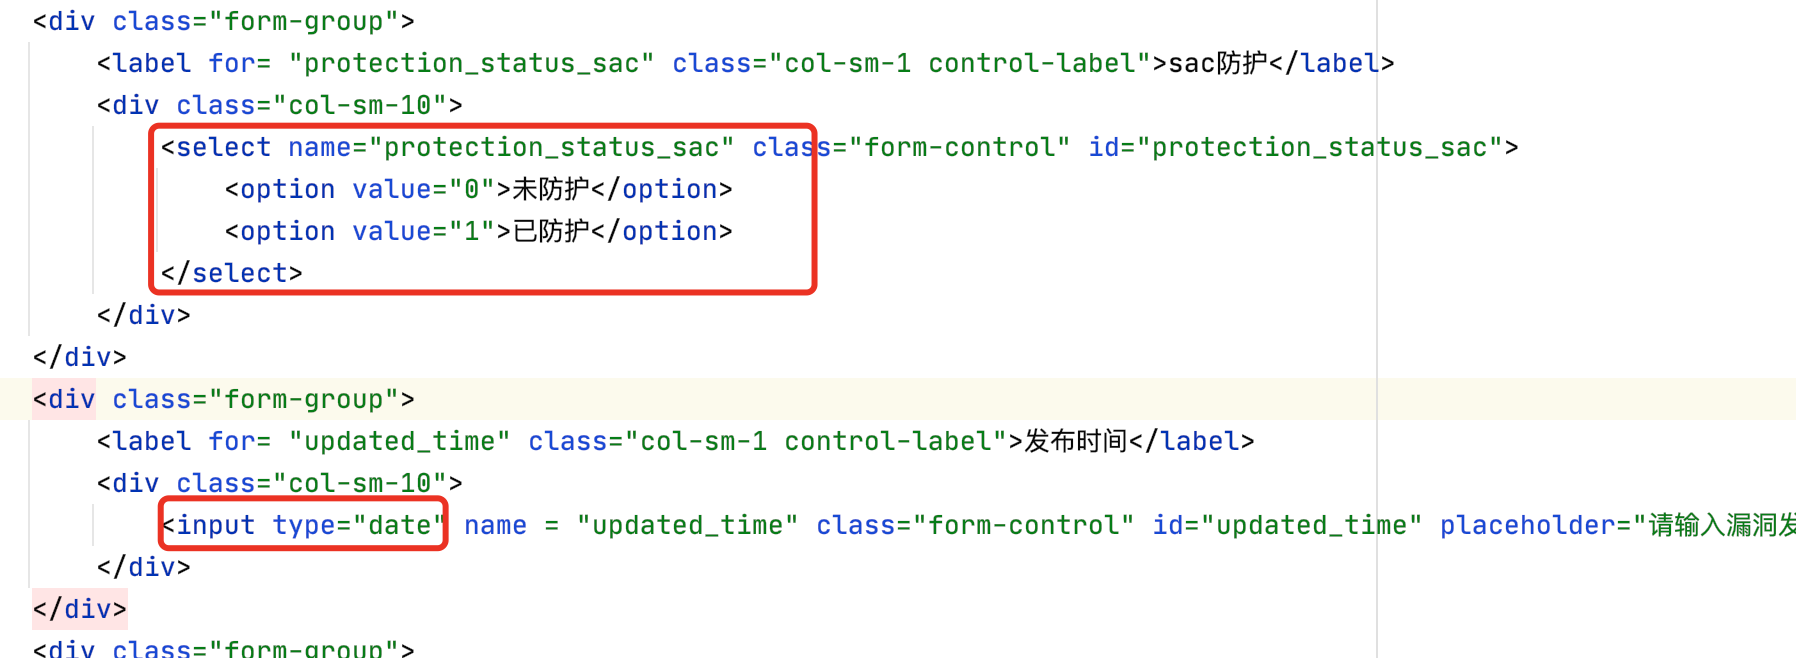 <div class="form-group">
<label for= "protection_status_sac" class="col-sm-1 control-label">sac防护</label>
<div class="col-sm-10">
<select name="protection_status_sac" class="form-control" id="protection_status_sac">
<option value="0">未防护</option>
<option value="1">已防护</option>
</select>
</div>
</div>
<div class="form-group">
<label for= "updated_time" class="col-sm-1 control-label">发布时间</label>
<div class="col-sm-10">
<input type="date" name = "updated_time" class="form-control" id="updated_time" placeholder="请输入漏洞发
</div>
</div>
<div class="form-group">